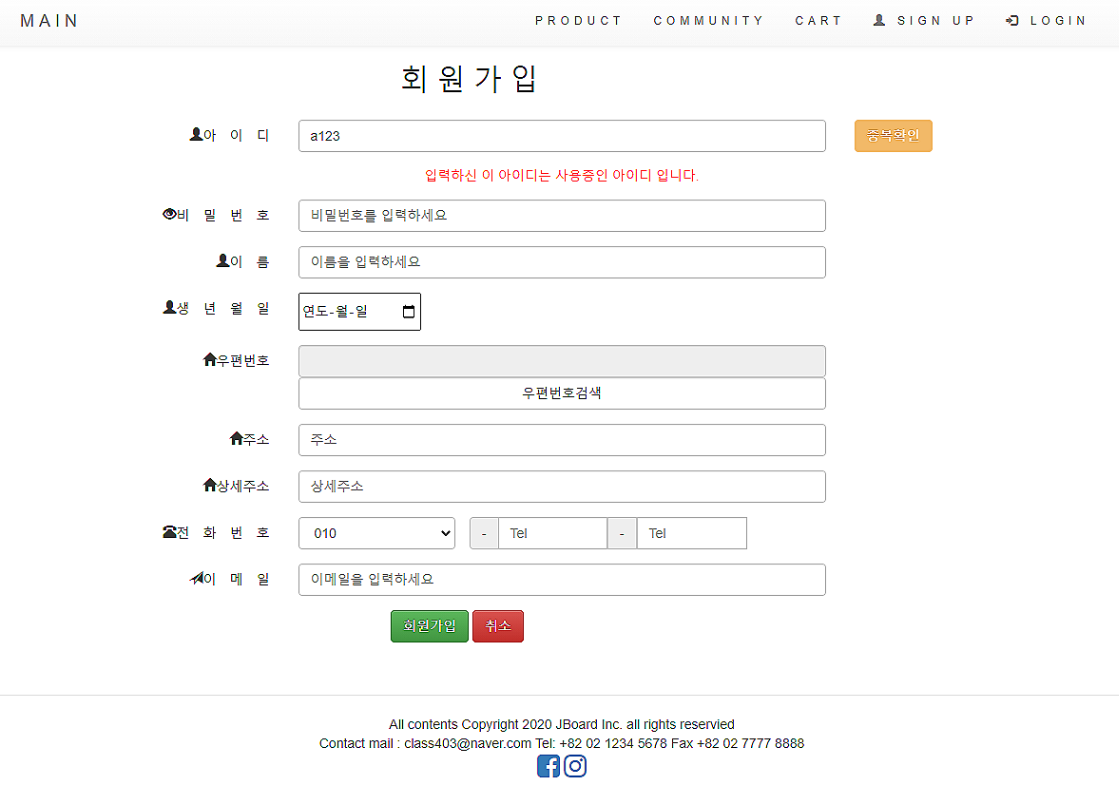 MAIN PRODUCT COMMUNITY CART SIGN UP LOGIN
회 원 가 입
아 이 디 a123 중복확인
입력하신 이 아이디는 사용중인 아이디 입니다.
비 밀 번 호 비밀번호를 입력하세요
이 름 이름을 입력하세요
생 년 월 일 연도-월-일
우편번호
우편번호검색
주소 주소
상세주소 상세주소
전 화 번 호 010 - Tel - Tel
이 메 일 이메일을 입력하세요
회원가입 취소
All contents Copyright 2020 JBoard Inc. all rights reservied
Contact mail : class403@naver.com Tel: +82 02 1234 5678 Fax +82 02 7777 8888